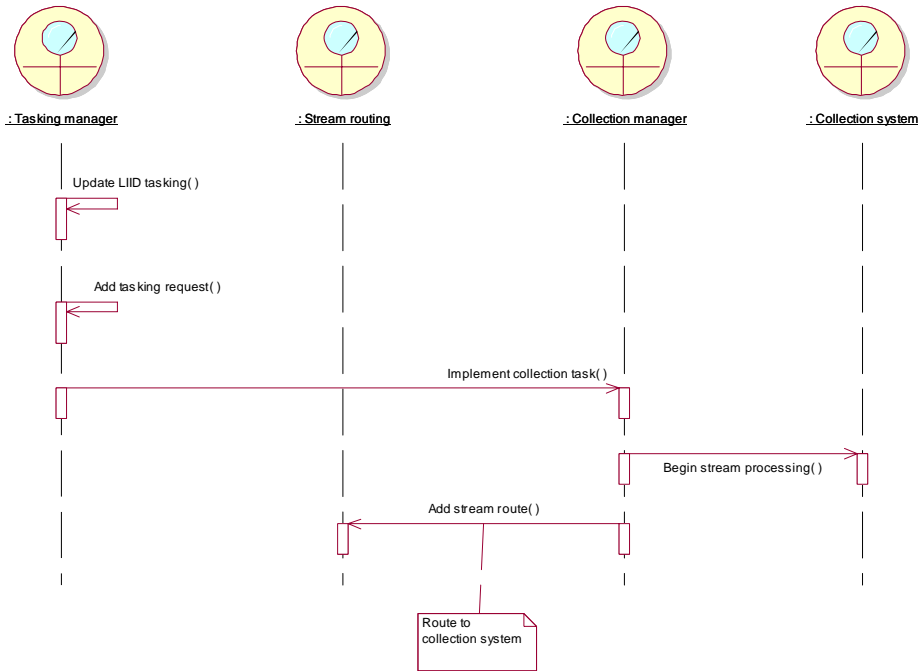 : Tasking manager
: Stream routing
: Collection manager
: Collection system
Update LIID tasking( )
Add tasking request( )
Implement collection task( )
Begin stream processing( )
Add stream route( )
Route to
collection system